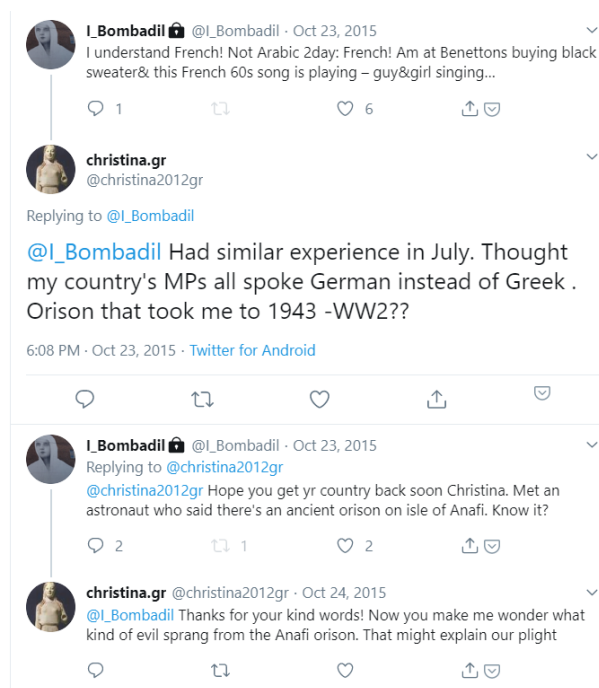 I_Bombadil @I_Bombadil · Oct 23, 2015
I understand French! Not Arabic 2day: French! Am at Benettons buying black
sweater& this French 60s song is playing – guy&girl singing...
1 6
christina.gr
@christina2012gr
Replying to @I_Bombadil
@I_Bombadil Had similar experience in July. Thought
my country's MPs all spoke German instead of Greek .
Orison that took me to 1943 -WW2??
6:08 PM · Oct 23, 2015 · Twitter for Android
I_Bombadil @I_Bombadil · Oct 23, 2015
Replying to @christina2012gr
@christina2012gr Hope you get yr country back soon Christina. Met an
astronaut who said there's an ancient orison on isle of Anafi. Know it?
2 1 2
christina.gr @christina2012gr · Oct 24, 2015
@I_Bombadil Thanks for your kind words! Now you make me wonder what
kind of evil sprang from the Anafi orison. That might explain our plight